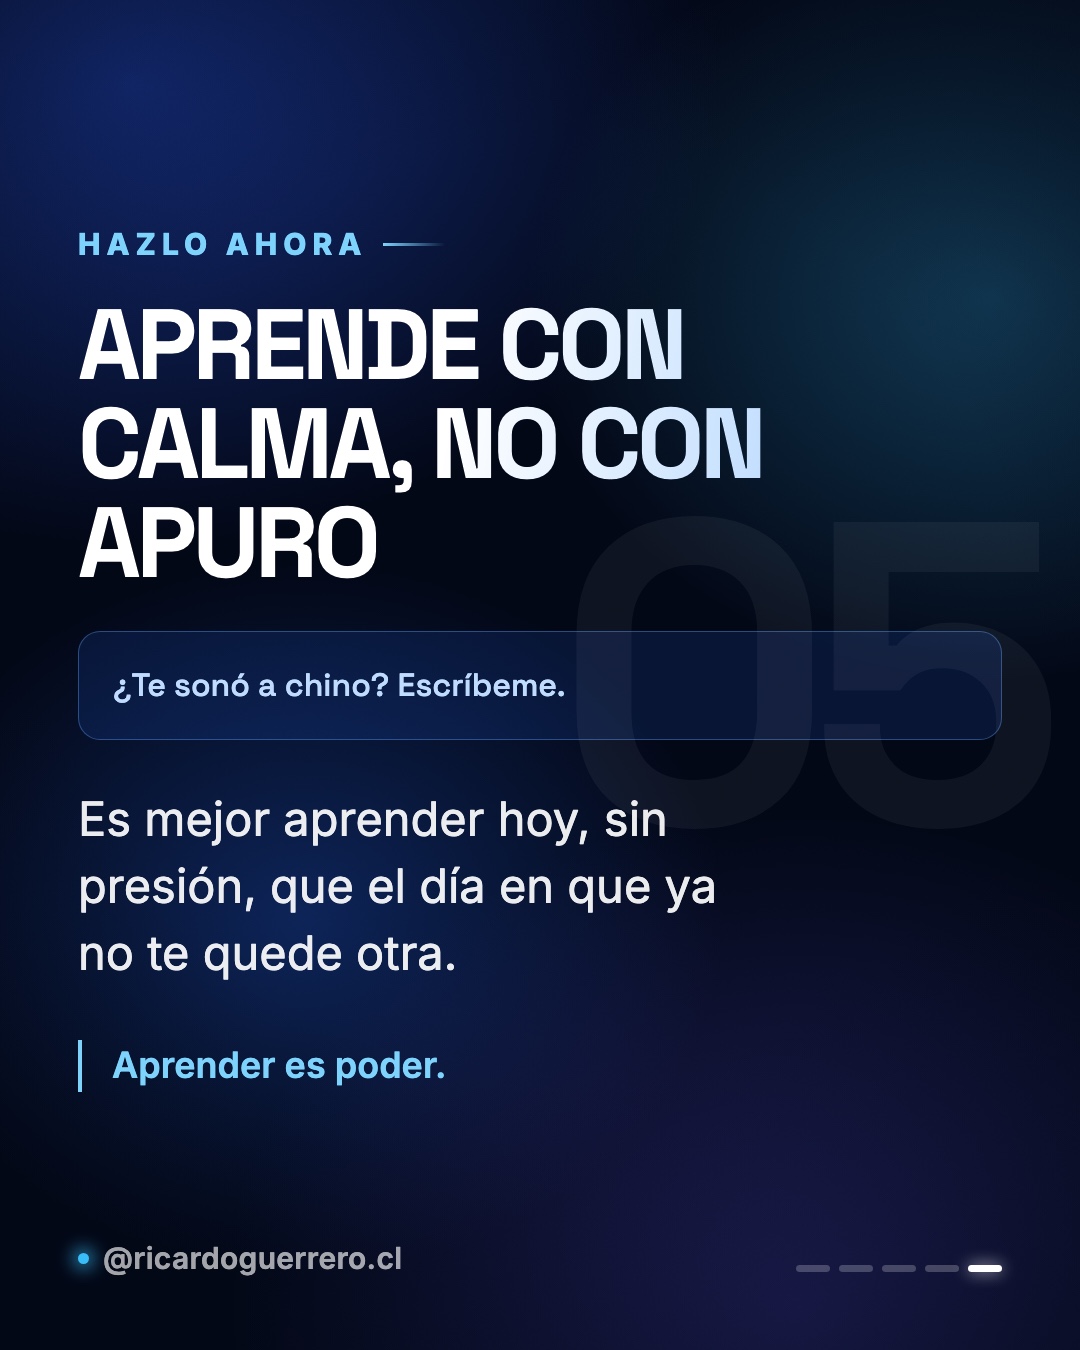 HAZLO AHORA
APRENDE CON
CALMA, NO CON
APURO
05
¿Te sonó a chino? Escríbeme.
Es mejor aprender hoy, sin
presión, que el día en que ya
no te quede otra.
Aprender es poder.
@ricardoguerrero.cl